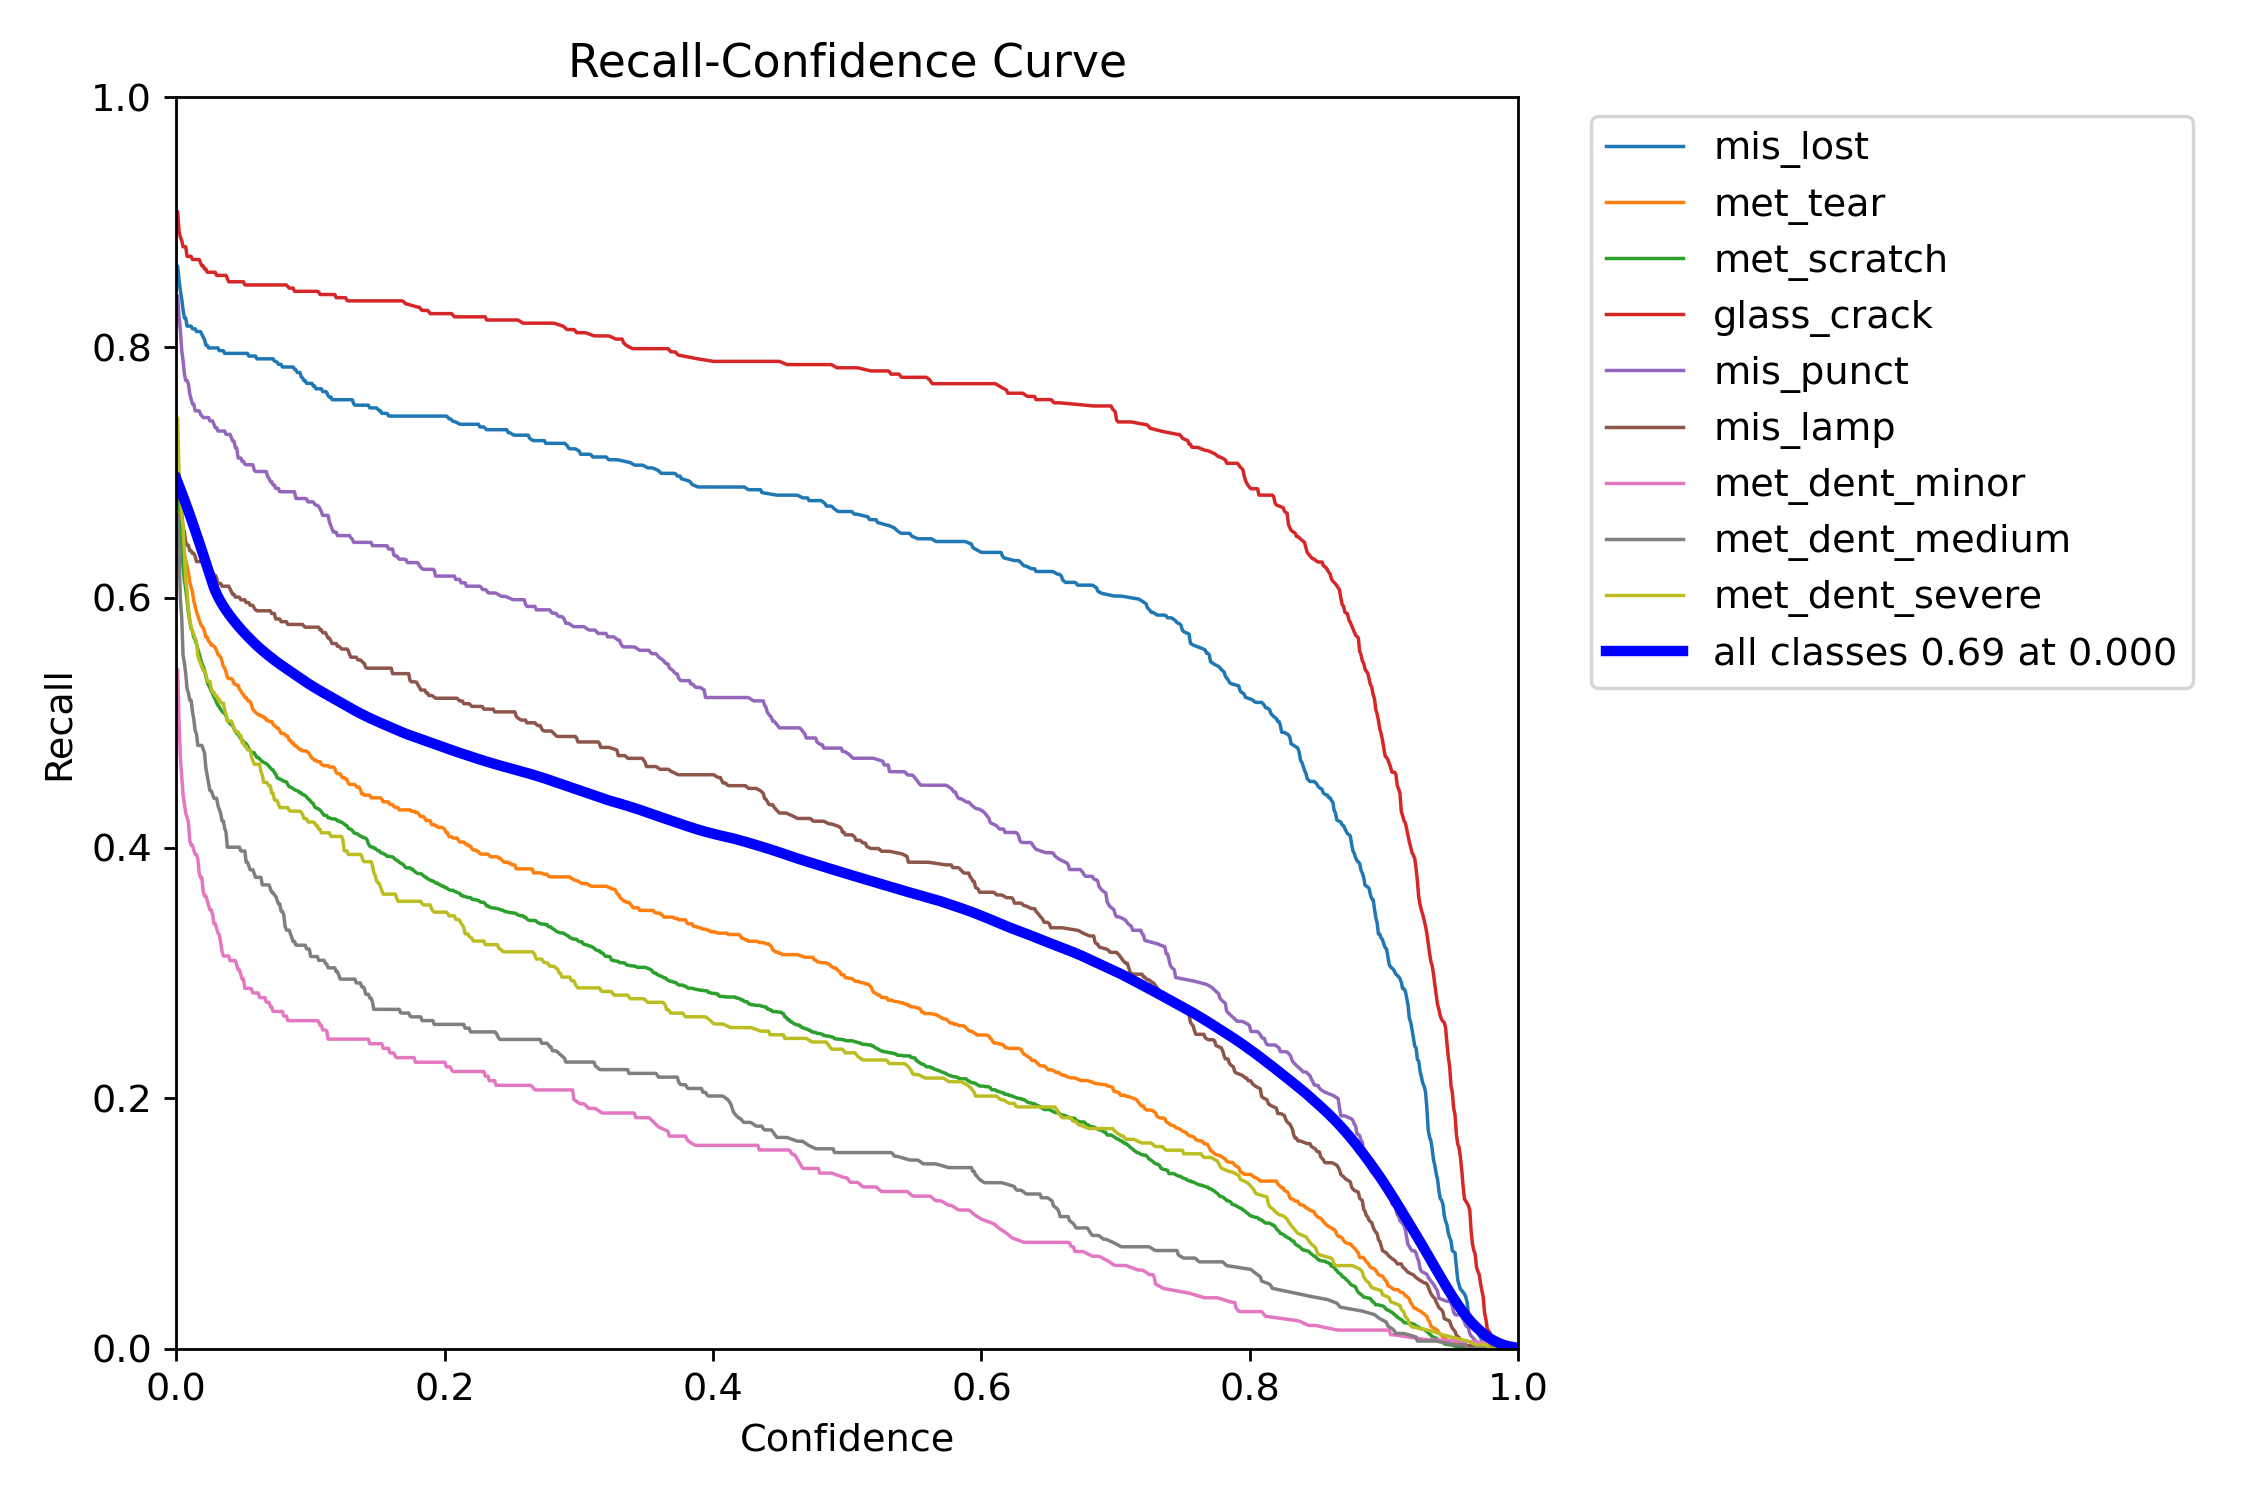 Recall-Confidence Curve
1.0
0.8
0.6
0.4
0.2
0.0
Recall
0.0 0.2 0.4 0.6 0.8 1.0
Confidence
mis_lost
met_tear
met_scratch
glass_crack
mis_punct
mis_lamp
met_dent_minor
met_dent_medium
met_dent_severe
all classes 0.69 at 0.000